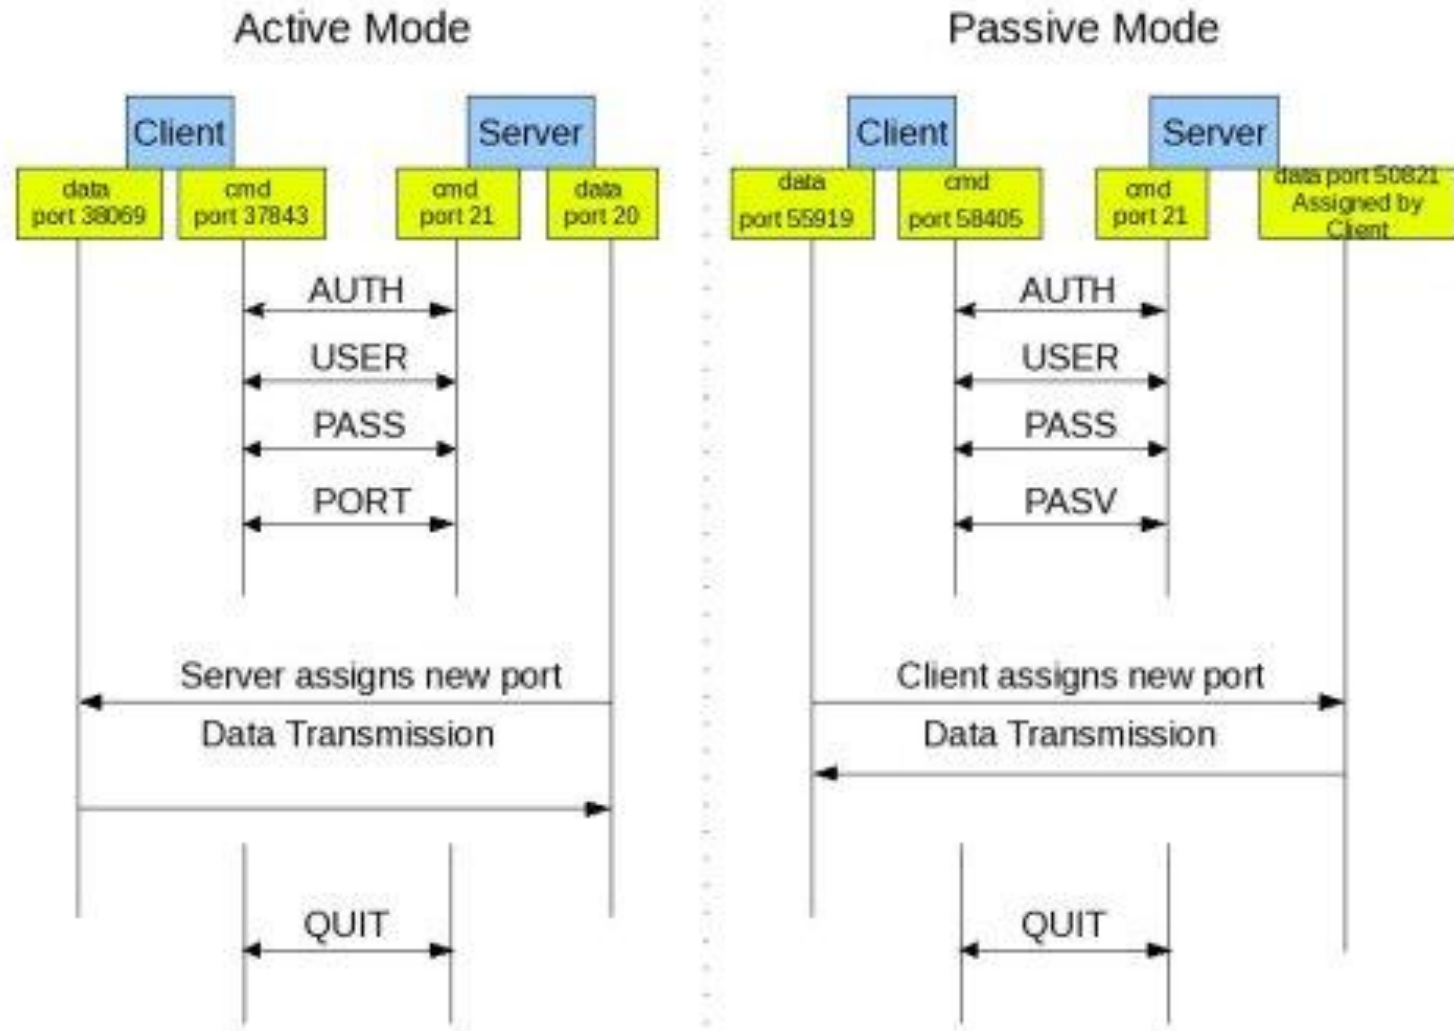 Active Mode
Client
Server
data
port 38069
cmd
port 37843
cmd
port 21
data
port 20
AUTH
USER
PASS
PORT
Server assigns new port
Data Transmission
QUIT
Passive Mode
Client
Server
data
port 55919
cmd
port 58405
cmd
port 21
data port 50821
Assigned by
Client
AUTH
USER
PASS
PASV
Client assigns new port
Data Transmission
QUIT